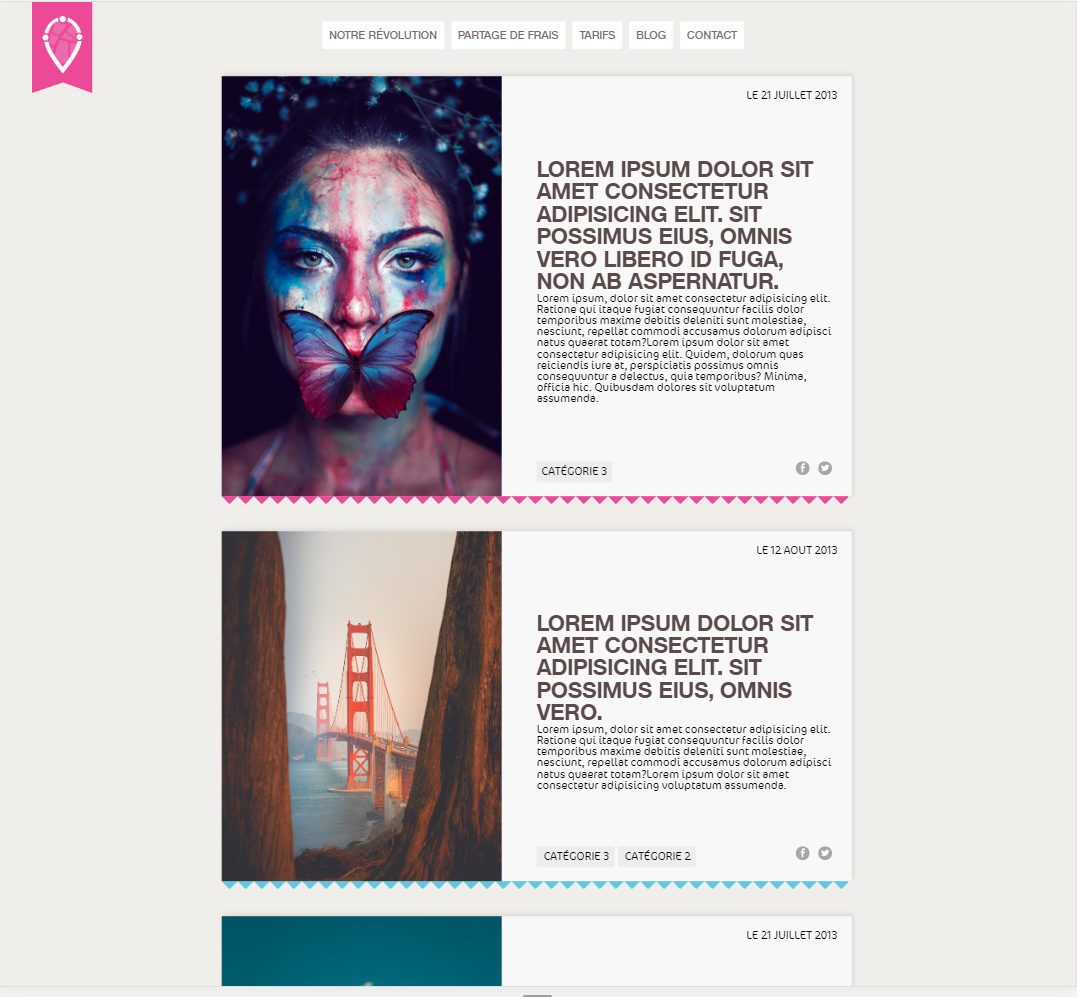 NOTRE RÉVOLUTION
PARTAGE DE FRAIS
TARIFS
BLOG
CONTACT
LE 21 JUILLET 2013
LOREM IPSUM DOLOR SIT
AMET CONSECTETUR
ADIPISICING ELIT. SIT
POSSIMUS EIUS, OMNIS
VERO LIBERO ID FUGA,
NON AB ASPERNATUR.
Lorem ipsum, dolor sit amet consectetur adipisicing elit.
Ratione qui itaque fugiat consequuntur facilis dolor
temporibus maxime debitis deleniti sunt molestiae,
nesciunt, repellat commodi accusamus dolorum adipisci
natus quaerat totam?Lorem ipsum dolor sit amet
consectetur adipisicing elit. Quidem, dolorum quas
reiciendis iure at, perspiciatis possimus omnis
consequuntur a delectus, quia temporibus? Minima,
officia hic. Quibusdam dolores sit voluptatum
assumenda.
CATÉGORIE 3
LE 12 AOUT 2013
LOREM IPSUM DOLOR SIT
AMET CONSECTETUR
ADIPISICING ELIT. SIT
POSSIMUS EIUS, OMNIS
VERO.
Lorem ipsum, dolor sit amet consectetur adipisicing elit.
Ratione qui itaque fugiat consequuntur facilis dolor
temporibus maxime debitis deleniti sunt molestiae,
nesciunt, repellat commodi accusamus dolorum adipisci
natus quaerat totam?Lorem ipsum dolor sit amet
consectetur adipisicing voluptatum assumenda.
CATÉGORIE 3
CATÉGORIE 2
LE 21 JUILLET 2013